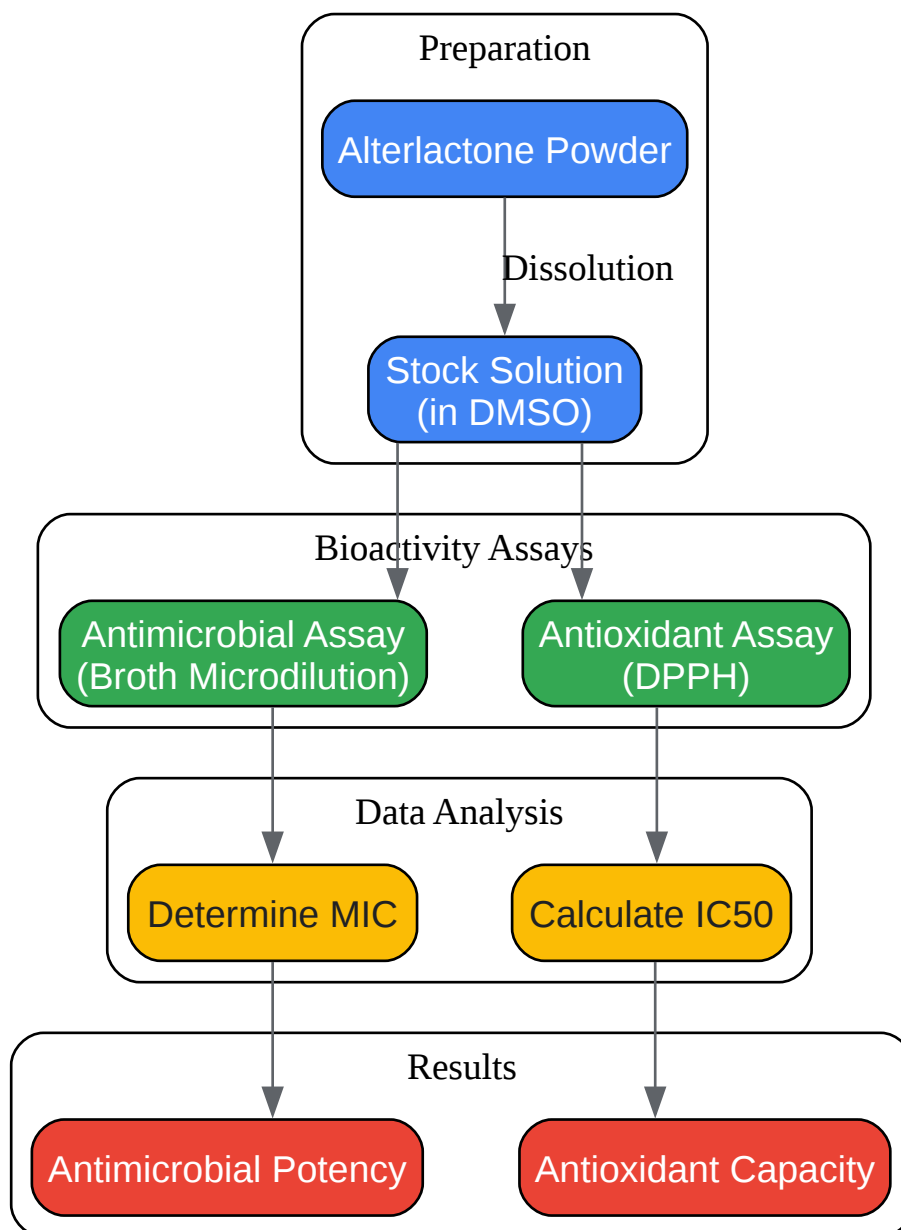 Preparation
Alterlactone Powder
Dissolution
Stock Solution
(in DMSO)
Bioactivity Assays
Antimicrobial Assay
(Broth Microdilution)
Antioxidant Assay
(DPPH)
Data Analysis
Determine MIC
Calculate IC50
Results
Antimicrobial Potency
Antioxidant Capacity